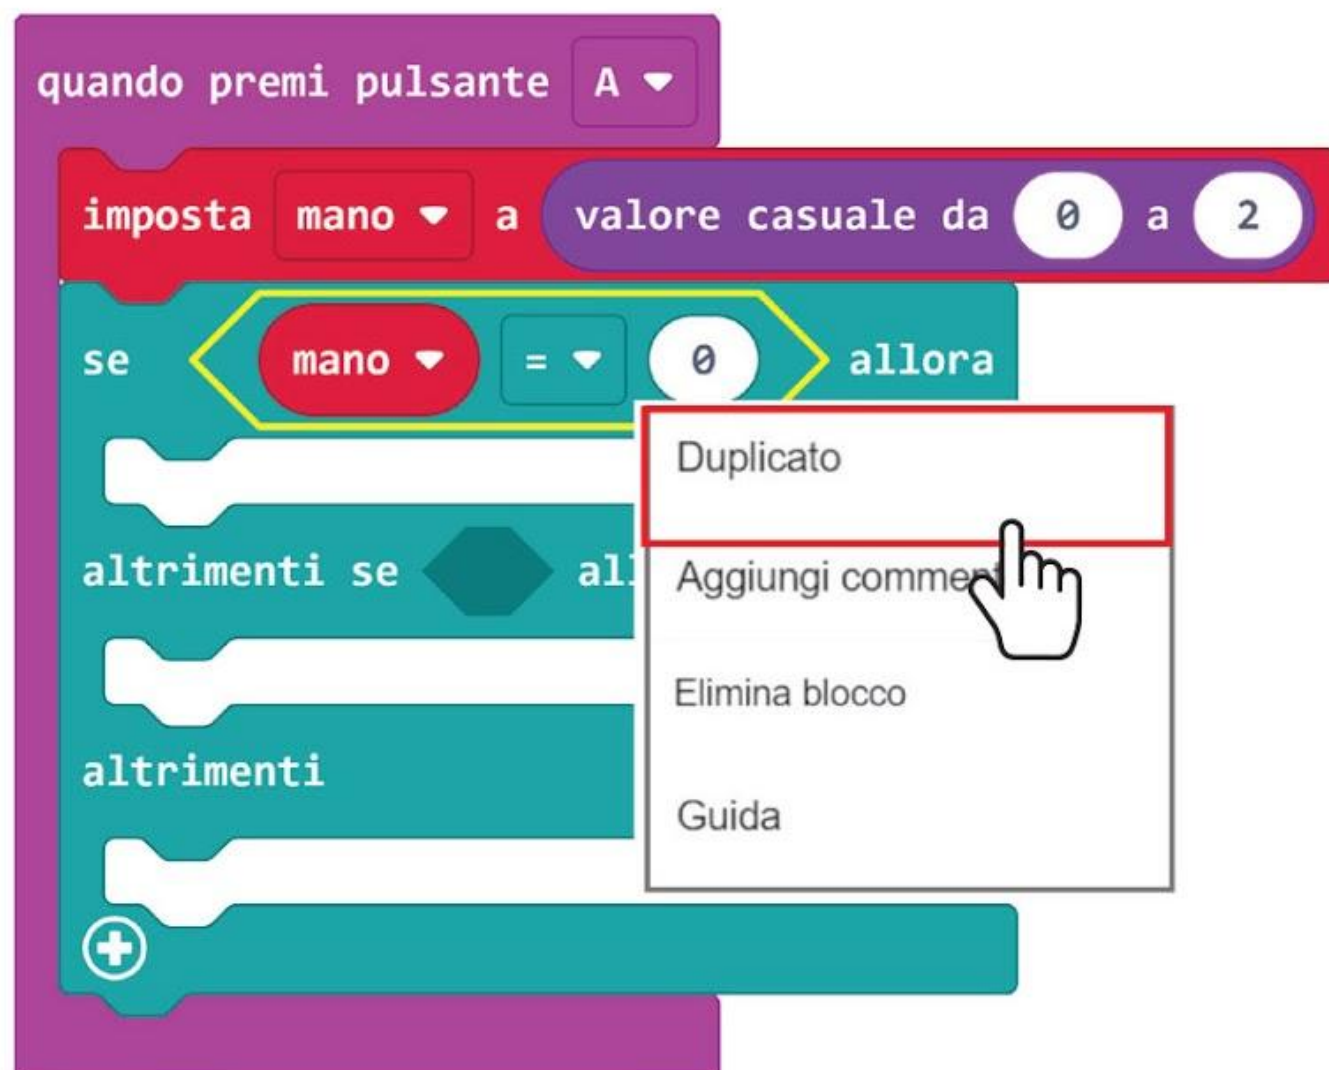 quando premi pulsante A
imposta mano a valore casuale da 0 a 2
se mano = 0 allora
Duplicato
altrimenti se
Aggiungi
Elimina blocco
altrimenti
Guida